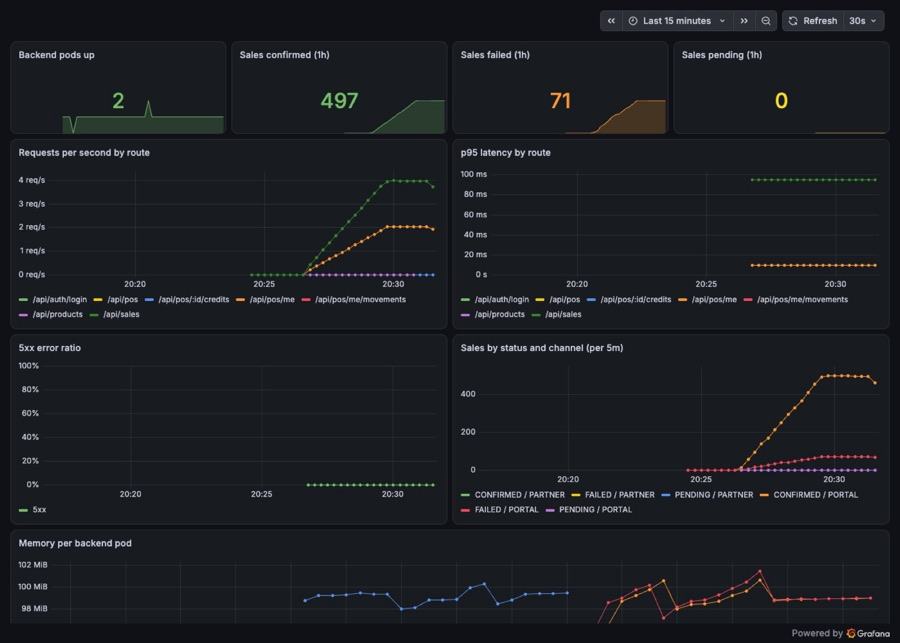 Last 15 minutes Refresh 30s
Backend pods up Sales confirmed (1h) Sales failed (1h) Sales pending (1h)
2 497 71 0
Requests per second by route
4 req/s
3 req/s
2 req/s
1 req/s
0 req/s
20:20 20:25 20:30
/api/auth/login /api/pos /api/pos/:id/credits /api/pos/me /api/pos/me/movements
/api/products /api/sales
p95 latency by route
100 ms
80 ms
60 ms
40 ms
20 ms
0 s
20:20 20:25 20:30
/api/auth/login /api/pos /api/pos/:id/credits /api/pos/me /api/pos/me/movements
/api/products /api/sales
5xx error ratio
100%
80%
60%
40%
20%
0%
20:20 20:25 20:30
5xx
Sales by status and channel (per 5m)
400
200
0
20:20 20:25 20:30
CONFIRMED / PARTNER FAILED / PARTNER PENDING / PARTNER CONFIRMED / PORTAL
FAILED / PORTAL PENDING / PORTAL
Memory per backend pod
102 MiB
100 MiB
98 MiB
Powered by Grafana